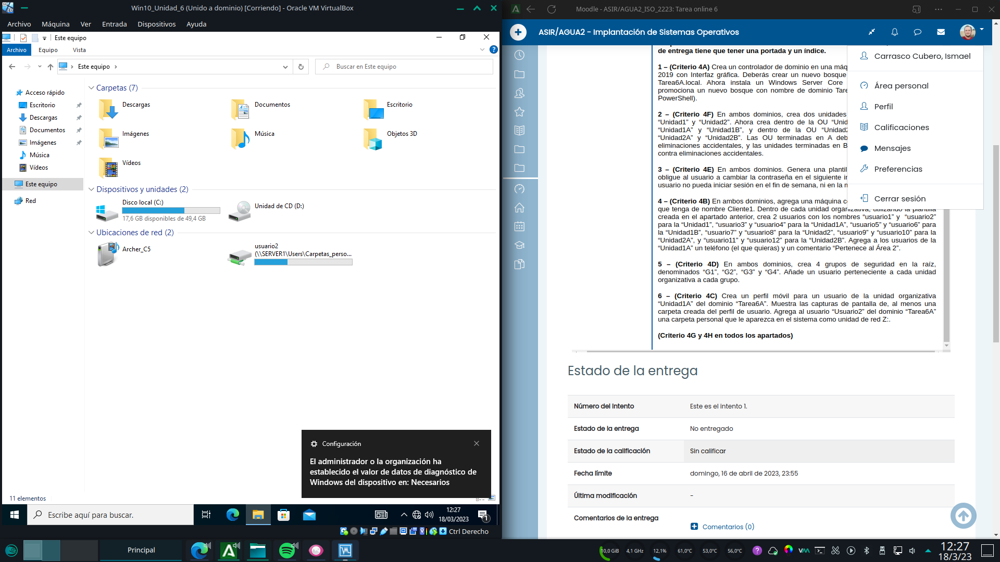 Win10_Unidad_6 (Unido a dominio) [Corriendo] - Oracle VM VirtualBox
Archivo Máquina Ver Entrada Dispositivos Ayuda
Este equipo
Archivo Equipo Vista
Este equipo
Buscar en Este equipo
Acceso rápido
Escritorio
Descargas
Documentos
Imágenes
Música
Vídeos
Este equipo
Red
Carpetas (7)
Descargas
Documentos
Escritorio
Imágenes
Música
Objetos 3D
Vídeos
Dispositivos y unidades (2)
Disco local (C:)
17,6 GB disponibles de 49,4 GB
Unidad de CD (D:)
Ubicaciones de red (2)
Archer_C5
usuario2
(\\SERVER1\Users\Carpetas_perso...
Configuración
El administrador o la organización ha
establecido el valor de datos de diagnóstico de
Windows del dispositivo en: Necesarios
11 elementos
Escribe aquí para buscar.
12:27
18/03/2023
1
Ctrl Derecho
Moodle - ASIR/AGUA2_ISO_2223: Tarea online 6
ASIR/AGUA2 - Implantación de Sistemas Operativos
de entrega tiene que tener una portada y un índice.
1 – (Criterio 4A) Crea un controlador de dominio en una máq
2019 con Interfaz gráfica. Deberás crear un nuevo bosque
Tarea6A.local. Ahora instala un Windows Server Core
promociona un nuevo bosque con nombre de dominio Tare
PowerShell).
2 – (Criterio 4F) En ambos dominios, crea dos unidades
“Unidad1” y “Unidad2”. Ahora crea dentro de la OU “Unid
“Unidad1A” y “Unidad1B”, y dentro de la OU “Unidad2
“Unidad2A” y “Unidad2B”. Las OU terminadas en A deb
eliminaciones accidentales, y las unidades terminadas en B
contra eliminaciones accidentales.
3 – (Criterio 4E) En ambos dominios. Genera una plantil
obligue al usuario a cambiar la contraseña en el siguiente in
usuario no pueda iniciar sesión en el fin de semana, ni en la m
4 – (Criterio 4B) En ambos dominios, agrega una máquina c
que tenga de nombre Cliente1. Dentro de cada unidad organizativa, utilizando la plantilla
creada en el apartado anterior, crea 2 usuarios con los nombres “usuario1” y “usuario2”
para la “Unidad1”, “usuario3” y “usuario4” para la “Unidad1A”, “usuario5” y “usuario6” para
la “Unidad1B”, “usuario7” y “usuario8” para la “Unidad2”, “usuario9” y “usuario10” para la
“Unidad2A”, y “usuario11” y “usuario12” para la “Unidad2B”. Agrega a los usuarios de la
“Unidad1A” un teléfono (el que quieras) y un comentario “Pertenece al Área 2”.
5 – (Criterio 4D) En ambos dominios, crea 4 grupos de seguridad en la raíz,
denominados “G1”, “G2”, “G3” y “G4”. Añade un usuario perteneciente a cada unidad
organizativa a cada grupo.
6 – (Criterio 4C) Crea un perfil móvil para un usuario de la unidad organizativa
“Unidad1A” del dominio “Tarea6A”. Muestra las capturas de pantalla de, al menos una
carpeta creada del perfil de usuario. Agrega al usuario “Usuario2” del dominio “Tarea6A”
una carpeta personal que le aparezca en el sistema como unidad de red Z:.
(Criterio 4G y 4H en todos los apartados)
Carrasco Cubero, Ismael
Área personal
Perfil
Calificaciones
Mensajes
Preferencias
Cerrar sesión
Estado de la entrega
Número del intento Este es el intento 1.
Estado de la entrega No entregado
Estado de la calificación Sin calificar
Fecha límite domingo, 16 de abril de 2023, 23:55
Última modificación -
Comentarios de la entrega
Comentarios (0)
Principal
10,0 GiB 4,1 GHz 12,1% 61,0°C 53,0°C 56,0°C
12:27
18/3/23